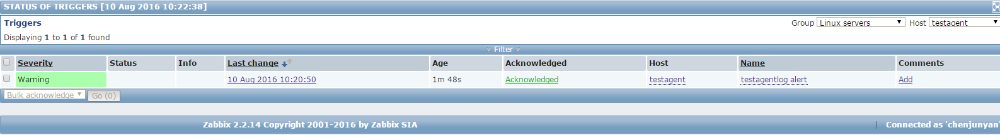 STATUS OF TRIGGERS [10 Aug 2016 10:22:38]
Triggers Group Linux servers Host testagent
Displaying 1 to 1 of 1 found
Filter
Severity Status Info Last change Age Acknowledged Host Name Comments
Warning 10 Aug 2016 10:20:50 1m 48s Acknowledged testagent testagentlog alert Add
Bulk acknowledge Go (0)
Zabbix 2.2.14 Copyright 2001-2016 by Zabbix SIA | Connected as 'chenjunyan'